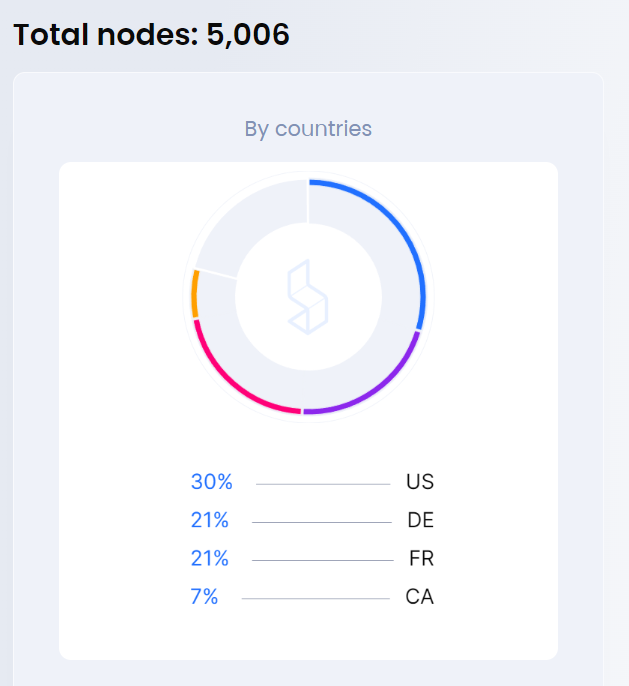 Total nodes: 5,006
By countries
30% US
21% DE
21% FR
7% CA